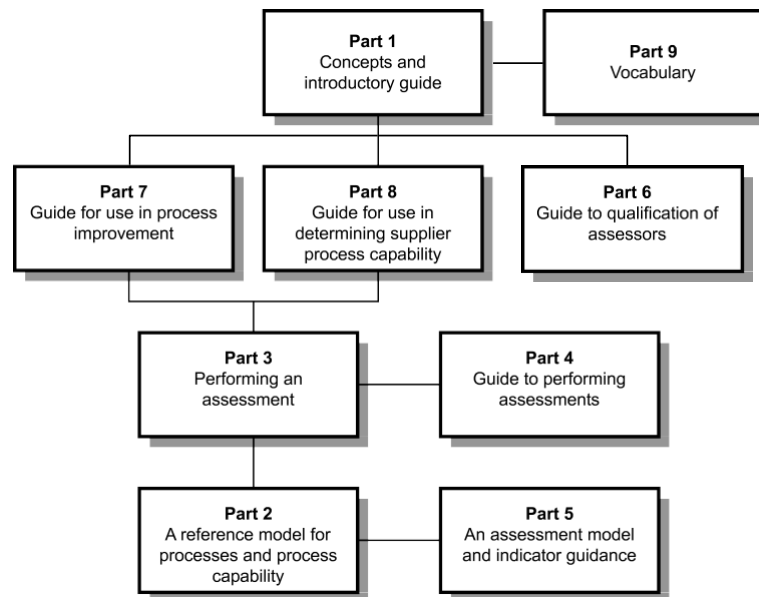 Part 1
Concepts and
introductory guide
Part 9
Vocabulary
Part 7
Guide for use in process
improvement
Part 8
Guide for use in
determining supplier
process capability
Part 6
Guide to qualification of
assessors
Part 3
Performing an
assessment
Part 4
Guide to performing
assessments
Part 2
A reference model for
processes and process
capability
Part 5
An assessment model
and indicator guidance